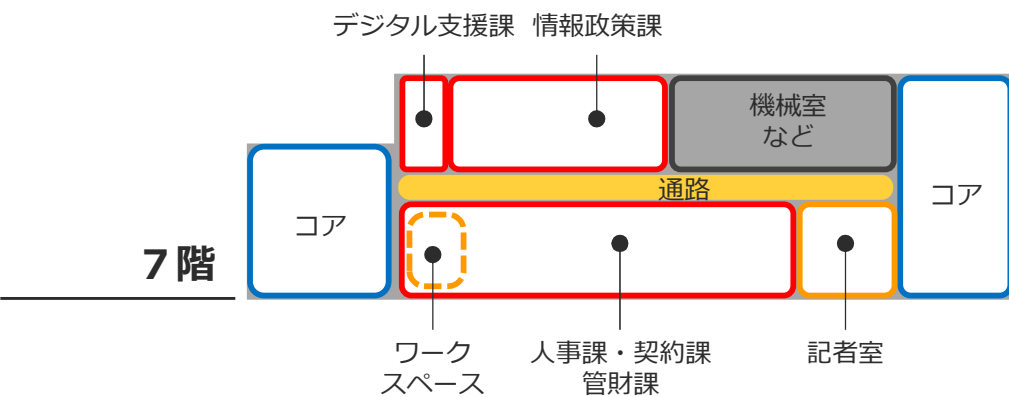 デジタル支援課 情報政策課
機械室
など
通路
コア
コア
7階
ワーク
スペース
人事課・契約課
管財課
記者室